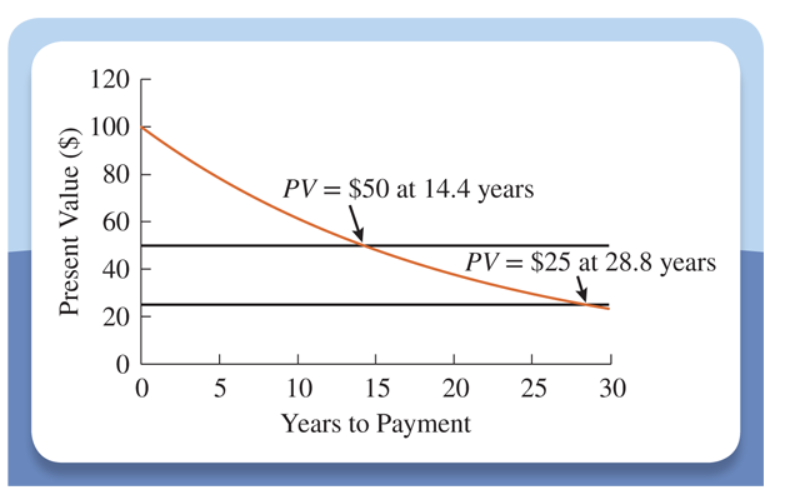 120
100
80
60
40
20
0
Present Value ($)
PV = $50 at 14.4 years
PV = $25 at 28.8 years
0 5 10 15 20 25 30
Years to Payment